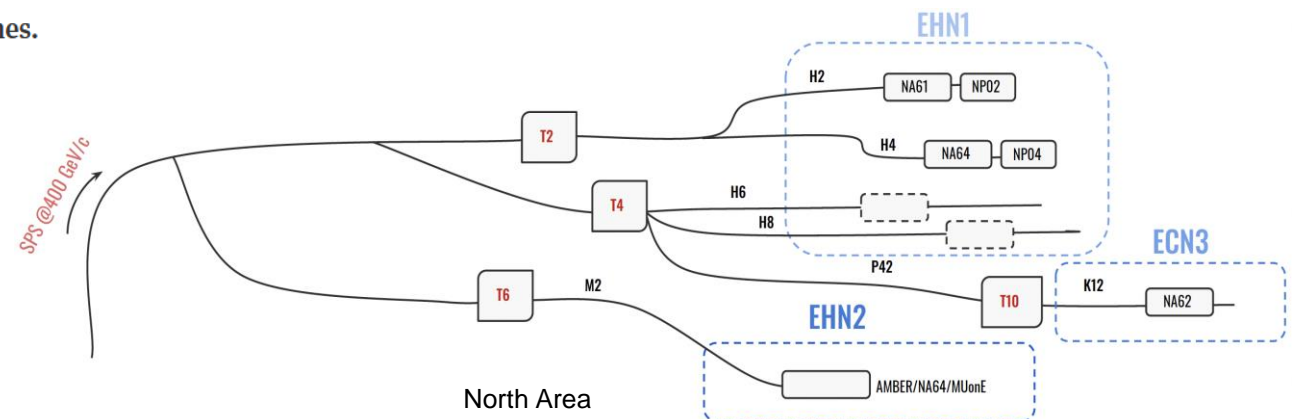 nes.
EHN1
SPS @400 GeV/c
T2
H2
NA61
NP02
H4
NA64
NP04
T4
H6
H8
P42
ECN3
T10
K12
NA62
T6
M2
EHN2
AMBER/NA64/MUonE
North Area